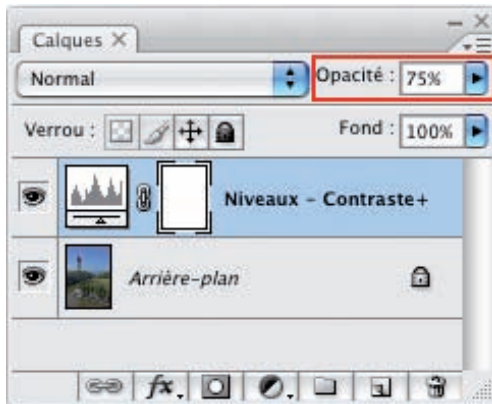 Calques
Normal Opacité : 75%
Verrou : Fond : 100%
Niveaux - Contraste+
Arrière-plan
fx.